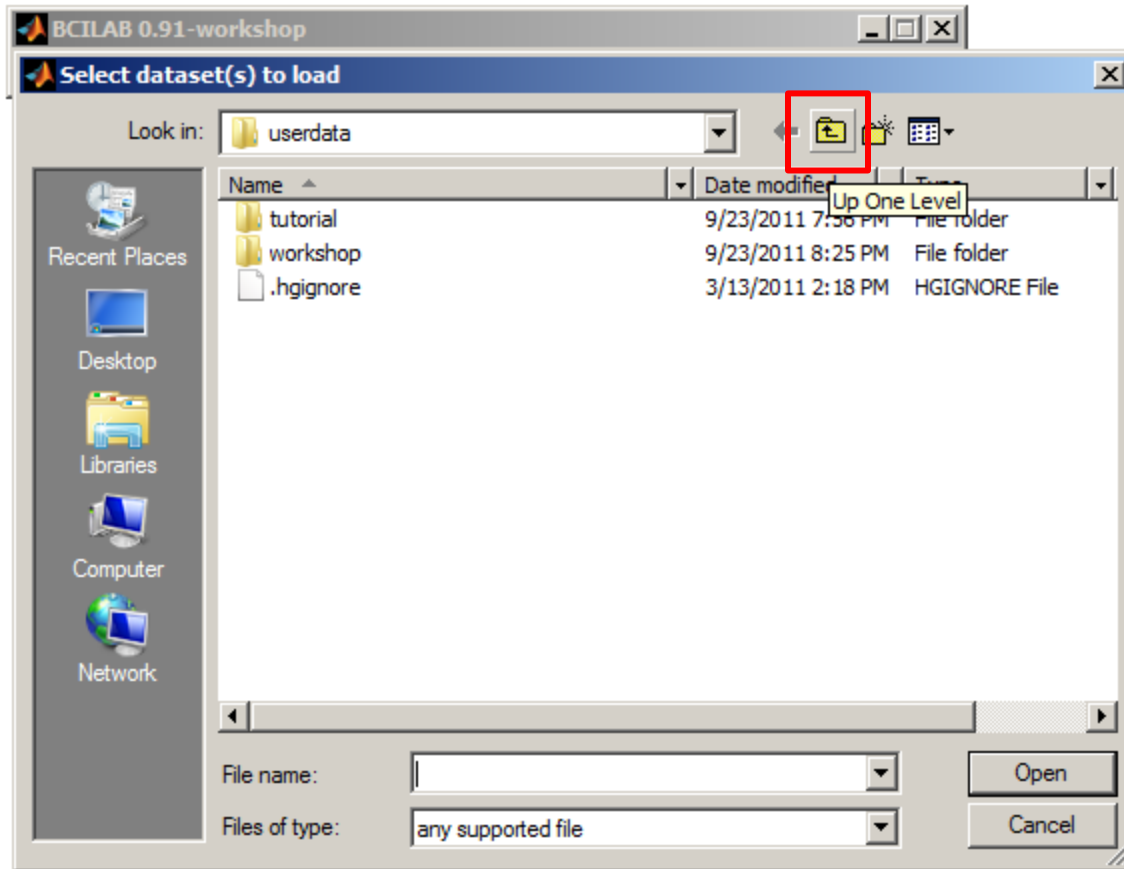 BCILAB 0.91-workshop
Select dataset(s) to load
Look in: userdata
Name Date modified
Up One Level
tutorial 9/23/2011 7:56 PM File folder
workshop 9/23/2011 8:25 PM File folder
.hgignore 3/13/2011 2:18 PM HGIGNORE File
Recent Places
Desktop
Libraries
Computer
Network
File name: Open
Files of type: any supported file Cancel